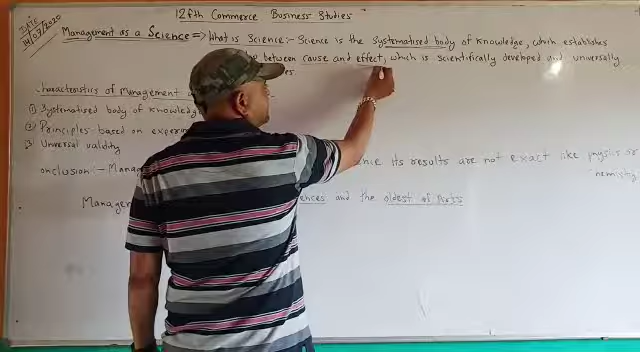 12fth Commerce Business Studies
DATE
14/07/2020
Management as a Science => What is Science:- Science is the systematised body of knowledge, which establishes
between cause and effect, which is scientifically developed and universally
Characteristics of Management
① Systematised body of knowledge
② Principles based on experim
③ Universal validity
onclusion:- Manag its results are not exact like physics or
hemistry
Manage ences and the oldest of Arts